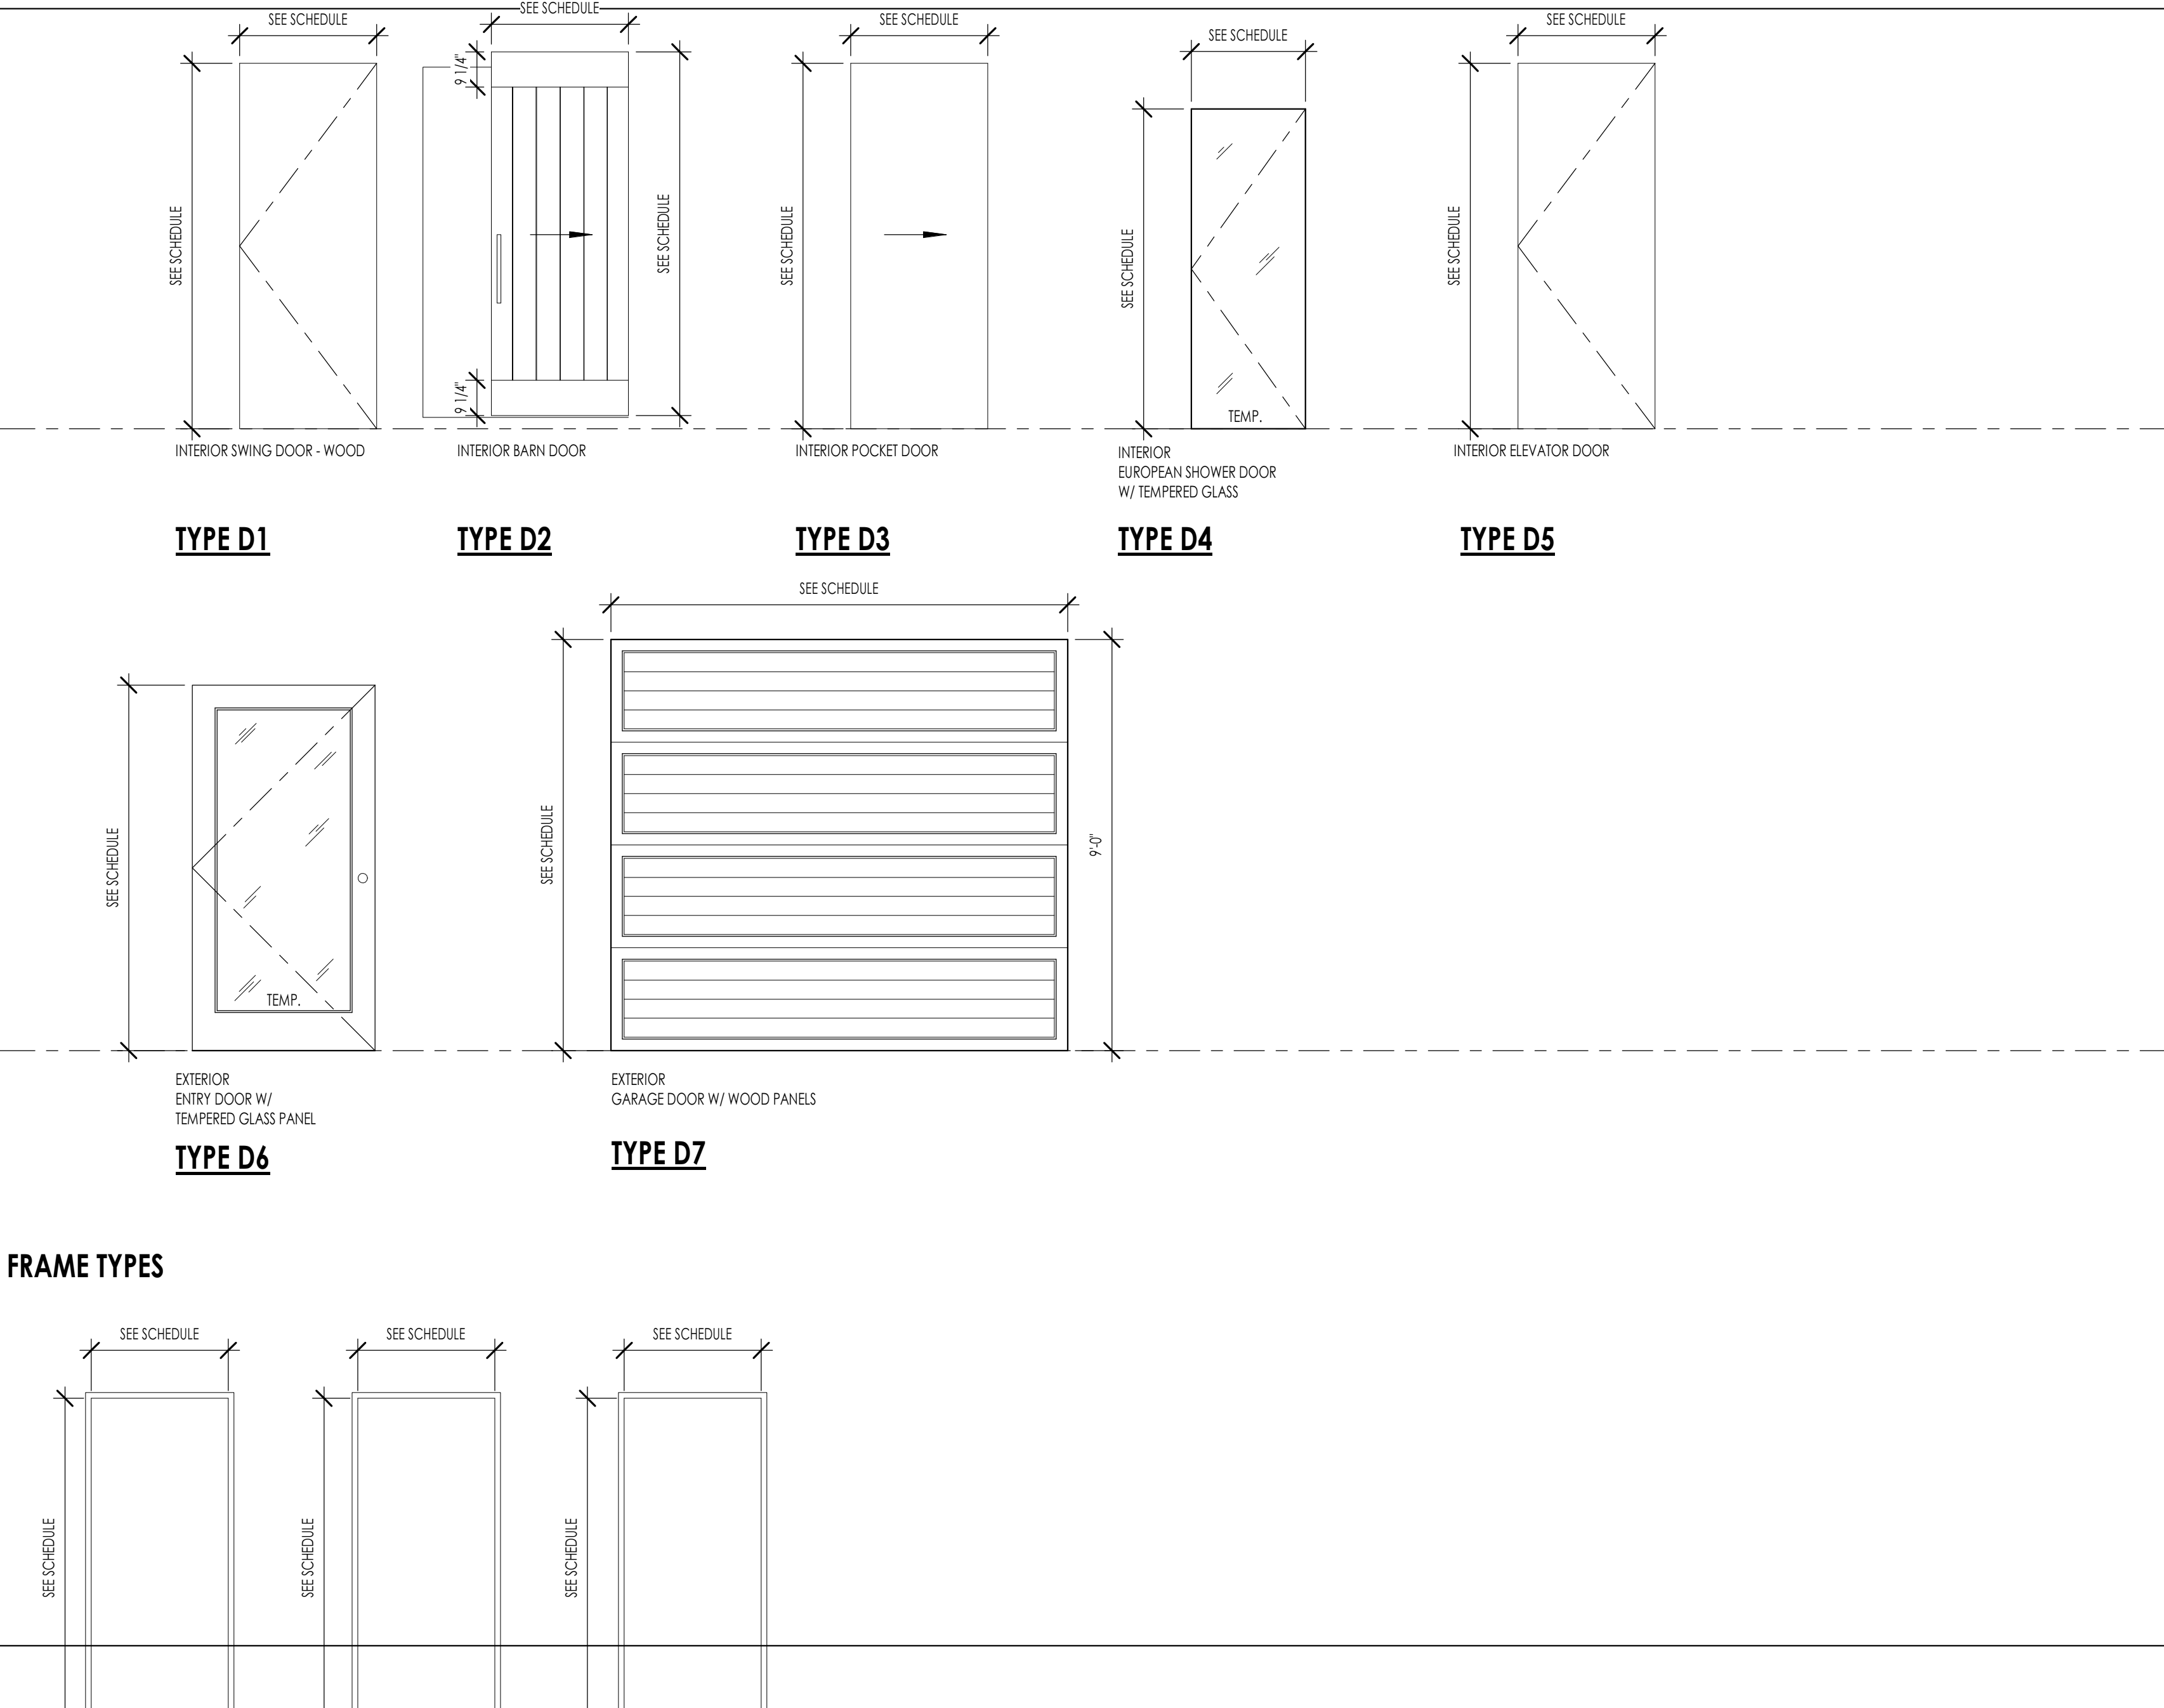 SEE SCHEDULE
SEE SCHEDULE
SEE SCHEDULE
SEE SCHEDULE
SEE SCHEDULE
SEE SCHEDULE
9 1/4"
9 1/4"
SEE SCHEDULE
SEE SCHEDULE
SEE SCHEDULE
SEE SCHEDULE
TEMP.
INTERIOR SWING DOOR - WOOD
INTERIOR BARN DOOR
INTERIOR POCKET DOOR
INTERIOR
EUROPEAN SHOWER DOOR
W/ TEMPERED GLASS
INTERIOR ELEVATOR DOOR
TYPE D1
TYPE D2
TYPE D3
TYPE D4
TYPE D5
SEE SCHEDULE
SEE SCHEDULE
TEMP.
SEE SCHEDULE
9'-0"
EXTERIOR
ENTRY DOOR W/
TEMPERED GLASS PANEL
EXTERIOR
GARAGE DOOR W/ WOOD PANELS
TYPE D6
TYPE D7
FRAME TYPES
SEE SCHEDULE
SEE SCHEDULE
SEE SCHEDULE
SEE SCHEDULE
SEE SCHEDULE
SEE SCHEDULE